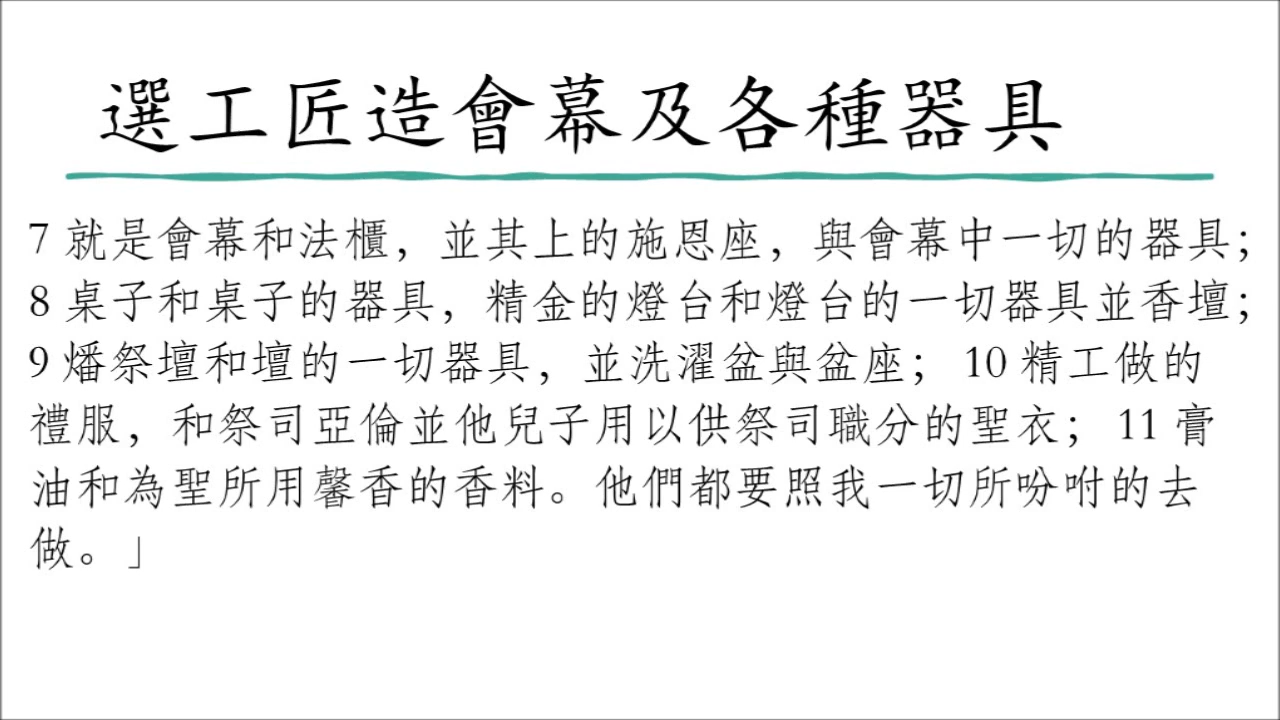 選工匠造會幕及各種器具
7 就是會幕和法櫃，並其上的施恩座，與會幕中一切的器具；
8 桌子和桌子的器具，精金的燈台和燈台的一切器具並香壇；
9 燔祭壇和壇的一切器具，並洗濯盆與盆座； 10 精工做的
禮服，和祭司亞倫並他兒子用以供祭司職分的聖衣； 11 膏
油和為聖所用馨香的香料。他們都要照我一切所吩咐的去
做。」